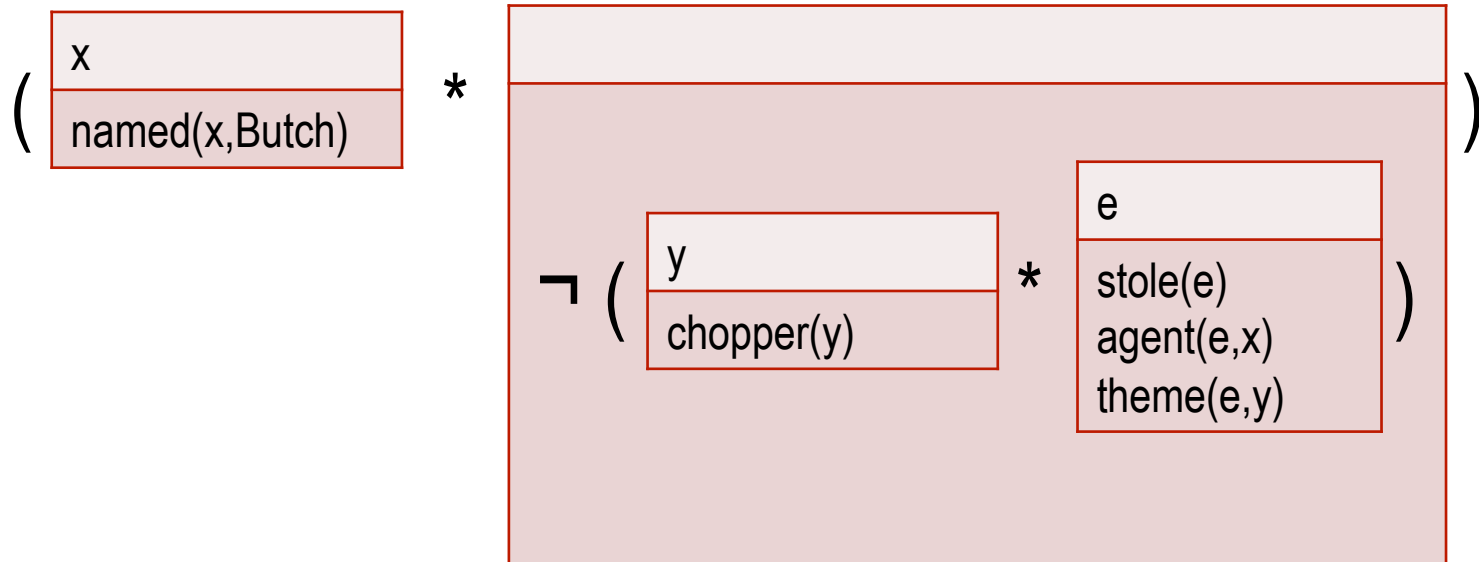 ( x * )
named(x,Butch)
¬ ( y * e )
chopper(y)
stole(e)
agent(e,x)
theme(e,y)